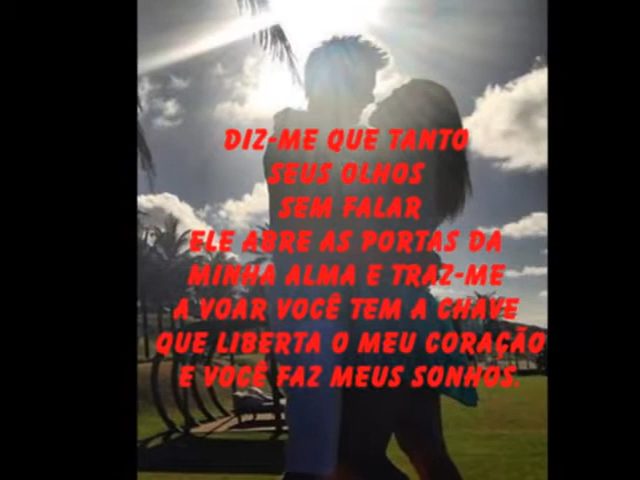 DIZ-ME QUE TANTO
SEUS OLHOS
SEM FALAR
ELE ABRE AS PORTAS DA
MINHA ALMA E TRAZ-ME
A VOAR VOCÊ TEM A CHAVE
QUE LIBERTA O MEU CORAÇÃO
E VOCÊ FAZ MEUS SONHOS.